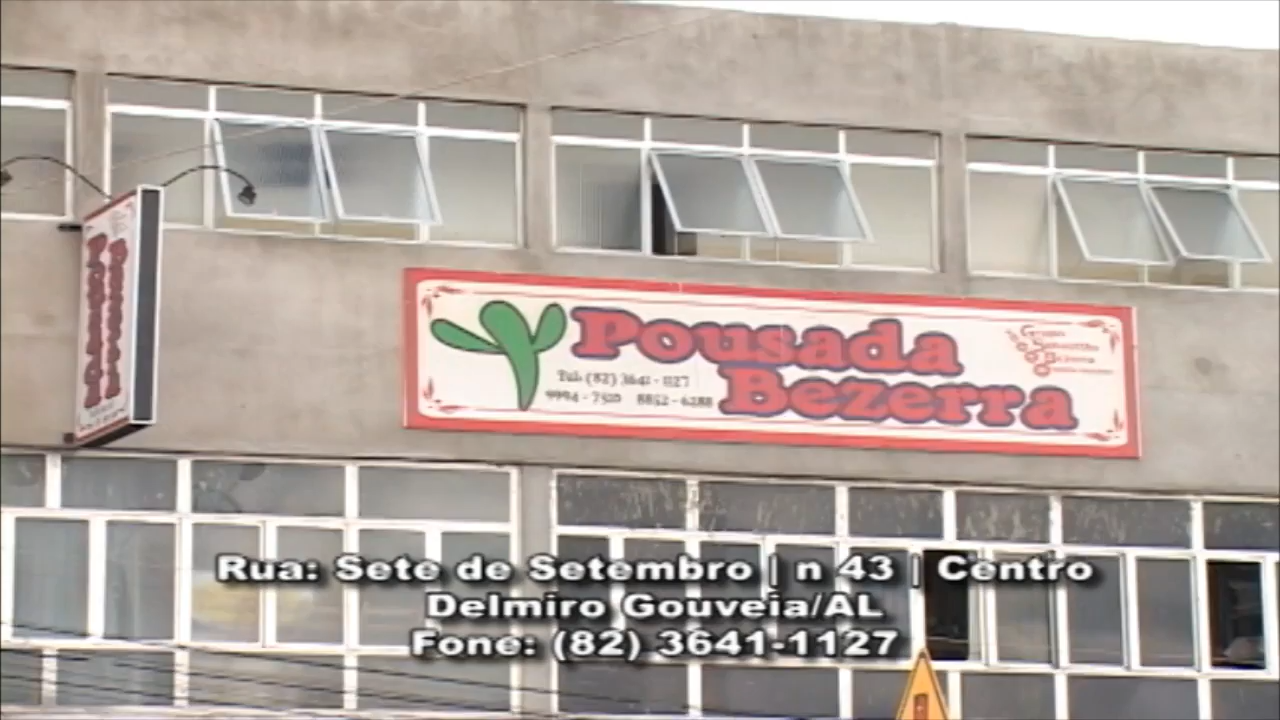 Pousada
Bezerra
Tel: (82) 3641-1127
9994-7510 8852-6288
Grupo
Rua: Sete de Setembro | n 43 | Centro
Delmiro Gouveia/AL
Fone: (82) 3641-1127